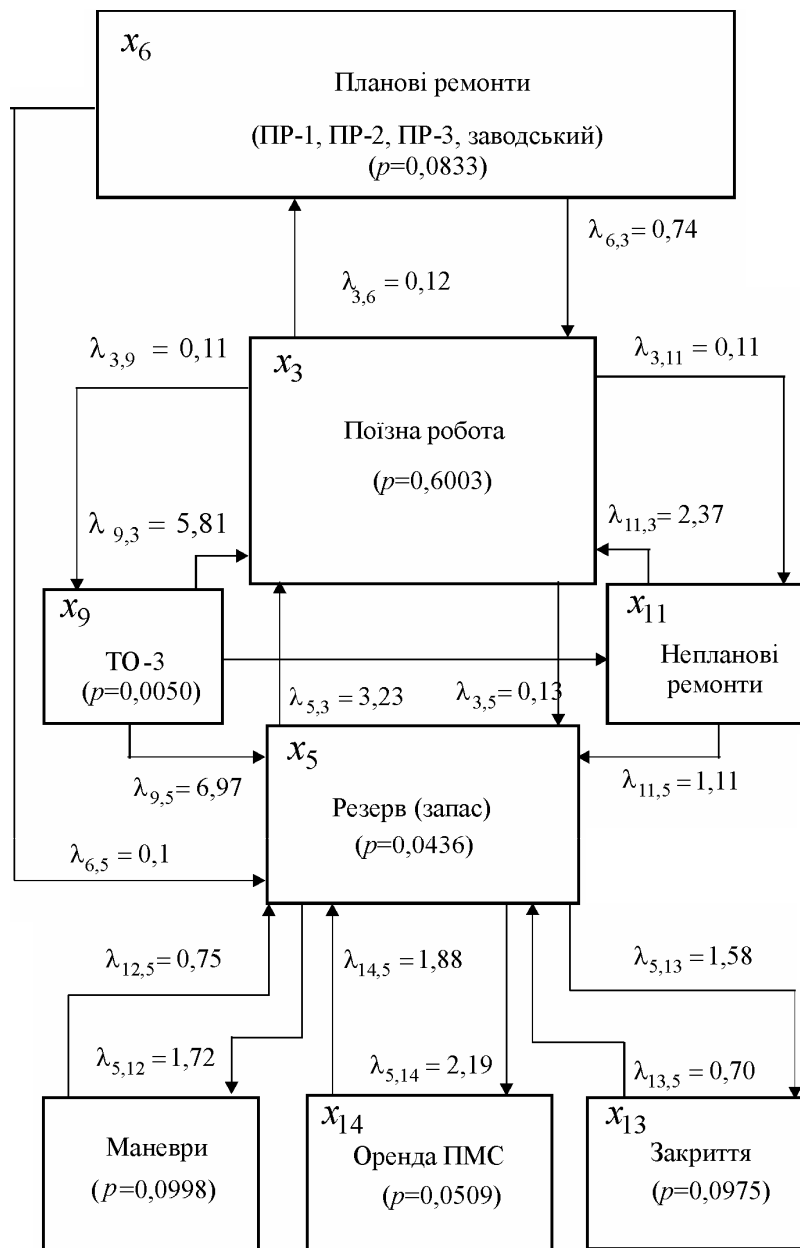 x6
Планові ремонти
(ПР-1, ПР-2, ПР-3, заводський)
(p=0,0833)
λ6,3= 0,74
λ3,6 = 0,12
λ3,9 = 0,11
λ3,11= 0,11
x3
Поїзна робота
(p=0,6003)
λ 9,3 = 5,81
λ11,3= 2,37
x9
ТО-3
(p=0,0050)
x11
Непланові
ремонти
λ5,3 = 3,23
λ3,5= 0,13
x5
Резерв (запас)
(p=0,0436)
λ9,5= 6,97
λ11,5= 1,11
λ6,5 = 0,1
λ12,5= 0,75
λ14,5= 1,88
λ5,13= 1,58
λ5,12= 1,72
λ5,14= 2,19
λ13,5= 0,70
Маневри
(p=0,0998)
x14
Оренда ПМС
(p=0,0509)
x13
Закриття
(p=0,0975)